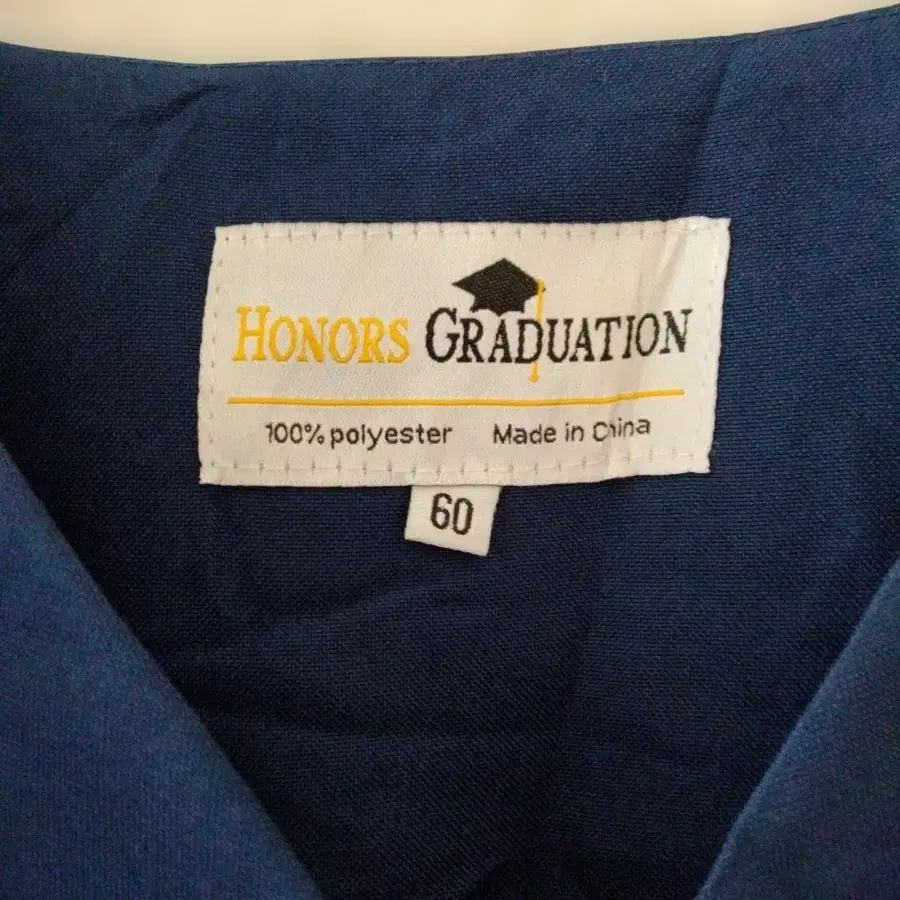 HONORS GRADUATION
100% polyester Made in China
60